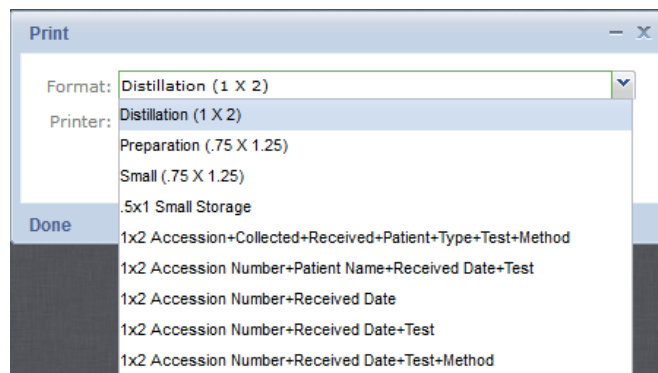 Print
Format: Distillation (1 X 2)
Printer:
Distillation (1 X 2)
Preparation (.75 X 1.25)
Small (.75 X 1.25)
.5x1 Small Storage
1x2 Accession+Collected+Received+Patient+Type+Test+Method
1x2 Accession Number+Patient Name+Received Date+Test
1x2 Accession Number+Received Date
1x2 Accession Number+Received Date+Test
1x2 Accession Number+Received Date+Test+Method
Done